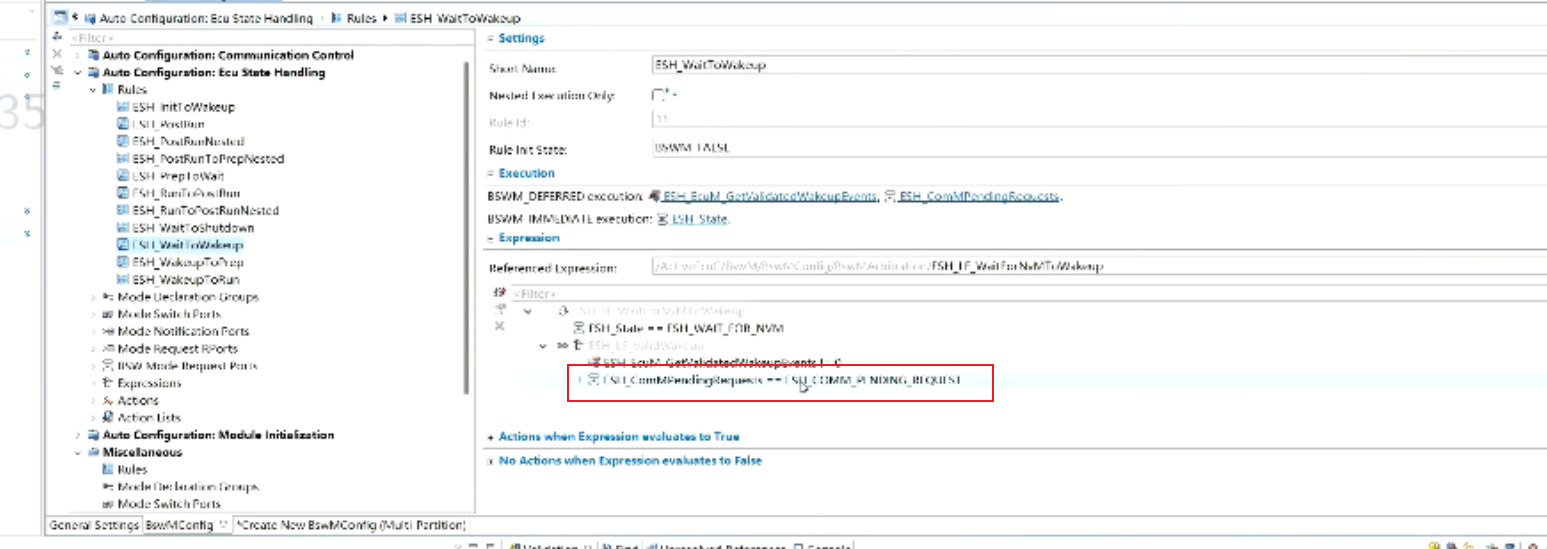 Auto Configuration: Ecu State Handling Rules ESH_WaitToWakeup
<Filter>
Auto Configuration: Communication Control
Auto Configuration: Ecu State Handling
Rules
ESH_InitToWakeup
ESH_PostRun
ESH_PostRunNested
ESH_PostRunToPrepNested
ESH_PrepToWait
ESH_RunToPostRun
ESH_RunToPostRunNested
ESH_WaitToShutdown
ESH_WaitToWakeup
ESH_WakeupToPrep
ESH_WakeupToRun
Mode Declaration Groups
Mode Switch Ports
Mode Notification Ports
Mode Request RPorts
BSW Mode Request Ports
Expressions
Actions
Action Lists
Auto Configuration: Module Initialization
Miscellaneous
Rules
Mode Declaration Groups
Mode Switch Ports
General Settings BswMConfig *Create New BswMConfig (Multi Partition)
35
Settings
Short Name: ESH_WaitToWakeup
Nested Execution Only:
Rule Id: 11
Rule Init State: BSWM_FALSE
Execution
BSWM_DEFERRED execution: ESH_EcuM_GetValidatedWakeupEvents, ESH_ComMPendingRequests.
BSWM_IMMEDIATE execution: ESH_State.
Expression
Referenced Expression: /ActiveEcuC/BswM/BswMConfig/BswMArbitration/ESH_LE_WaitForNvMToWakeup
<Filter>
ESH_LE_WaitForNvMToWakeup
ESH_State == ESH_WAIT_FOR_NVM
ESH_LE_ValidWakeup
ESH_EcuM_GetValidatedWakeupEvents != 0
ESH_ComMPendingRequests == ESH_COMM_PENDING_REQUEST
Actions when Expression evaluates to True
No Actions when Expression evaluates to False
Validation Find Unresolved References Console